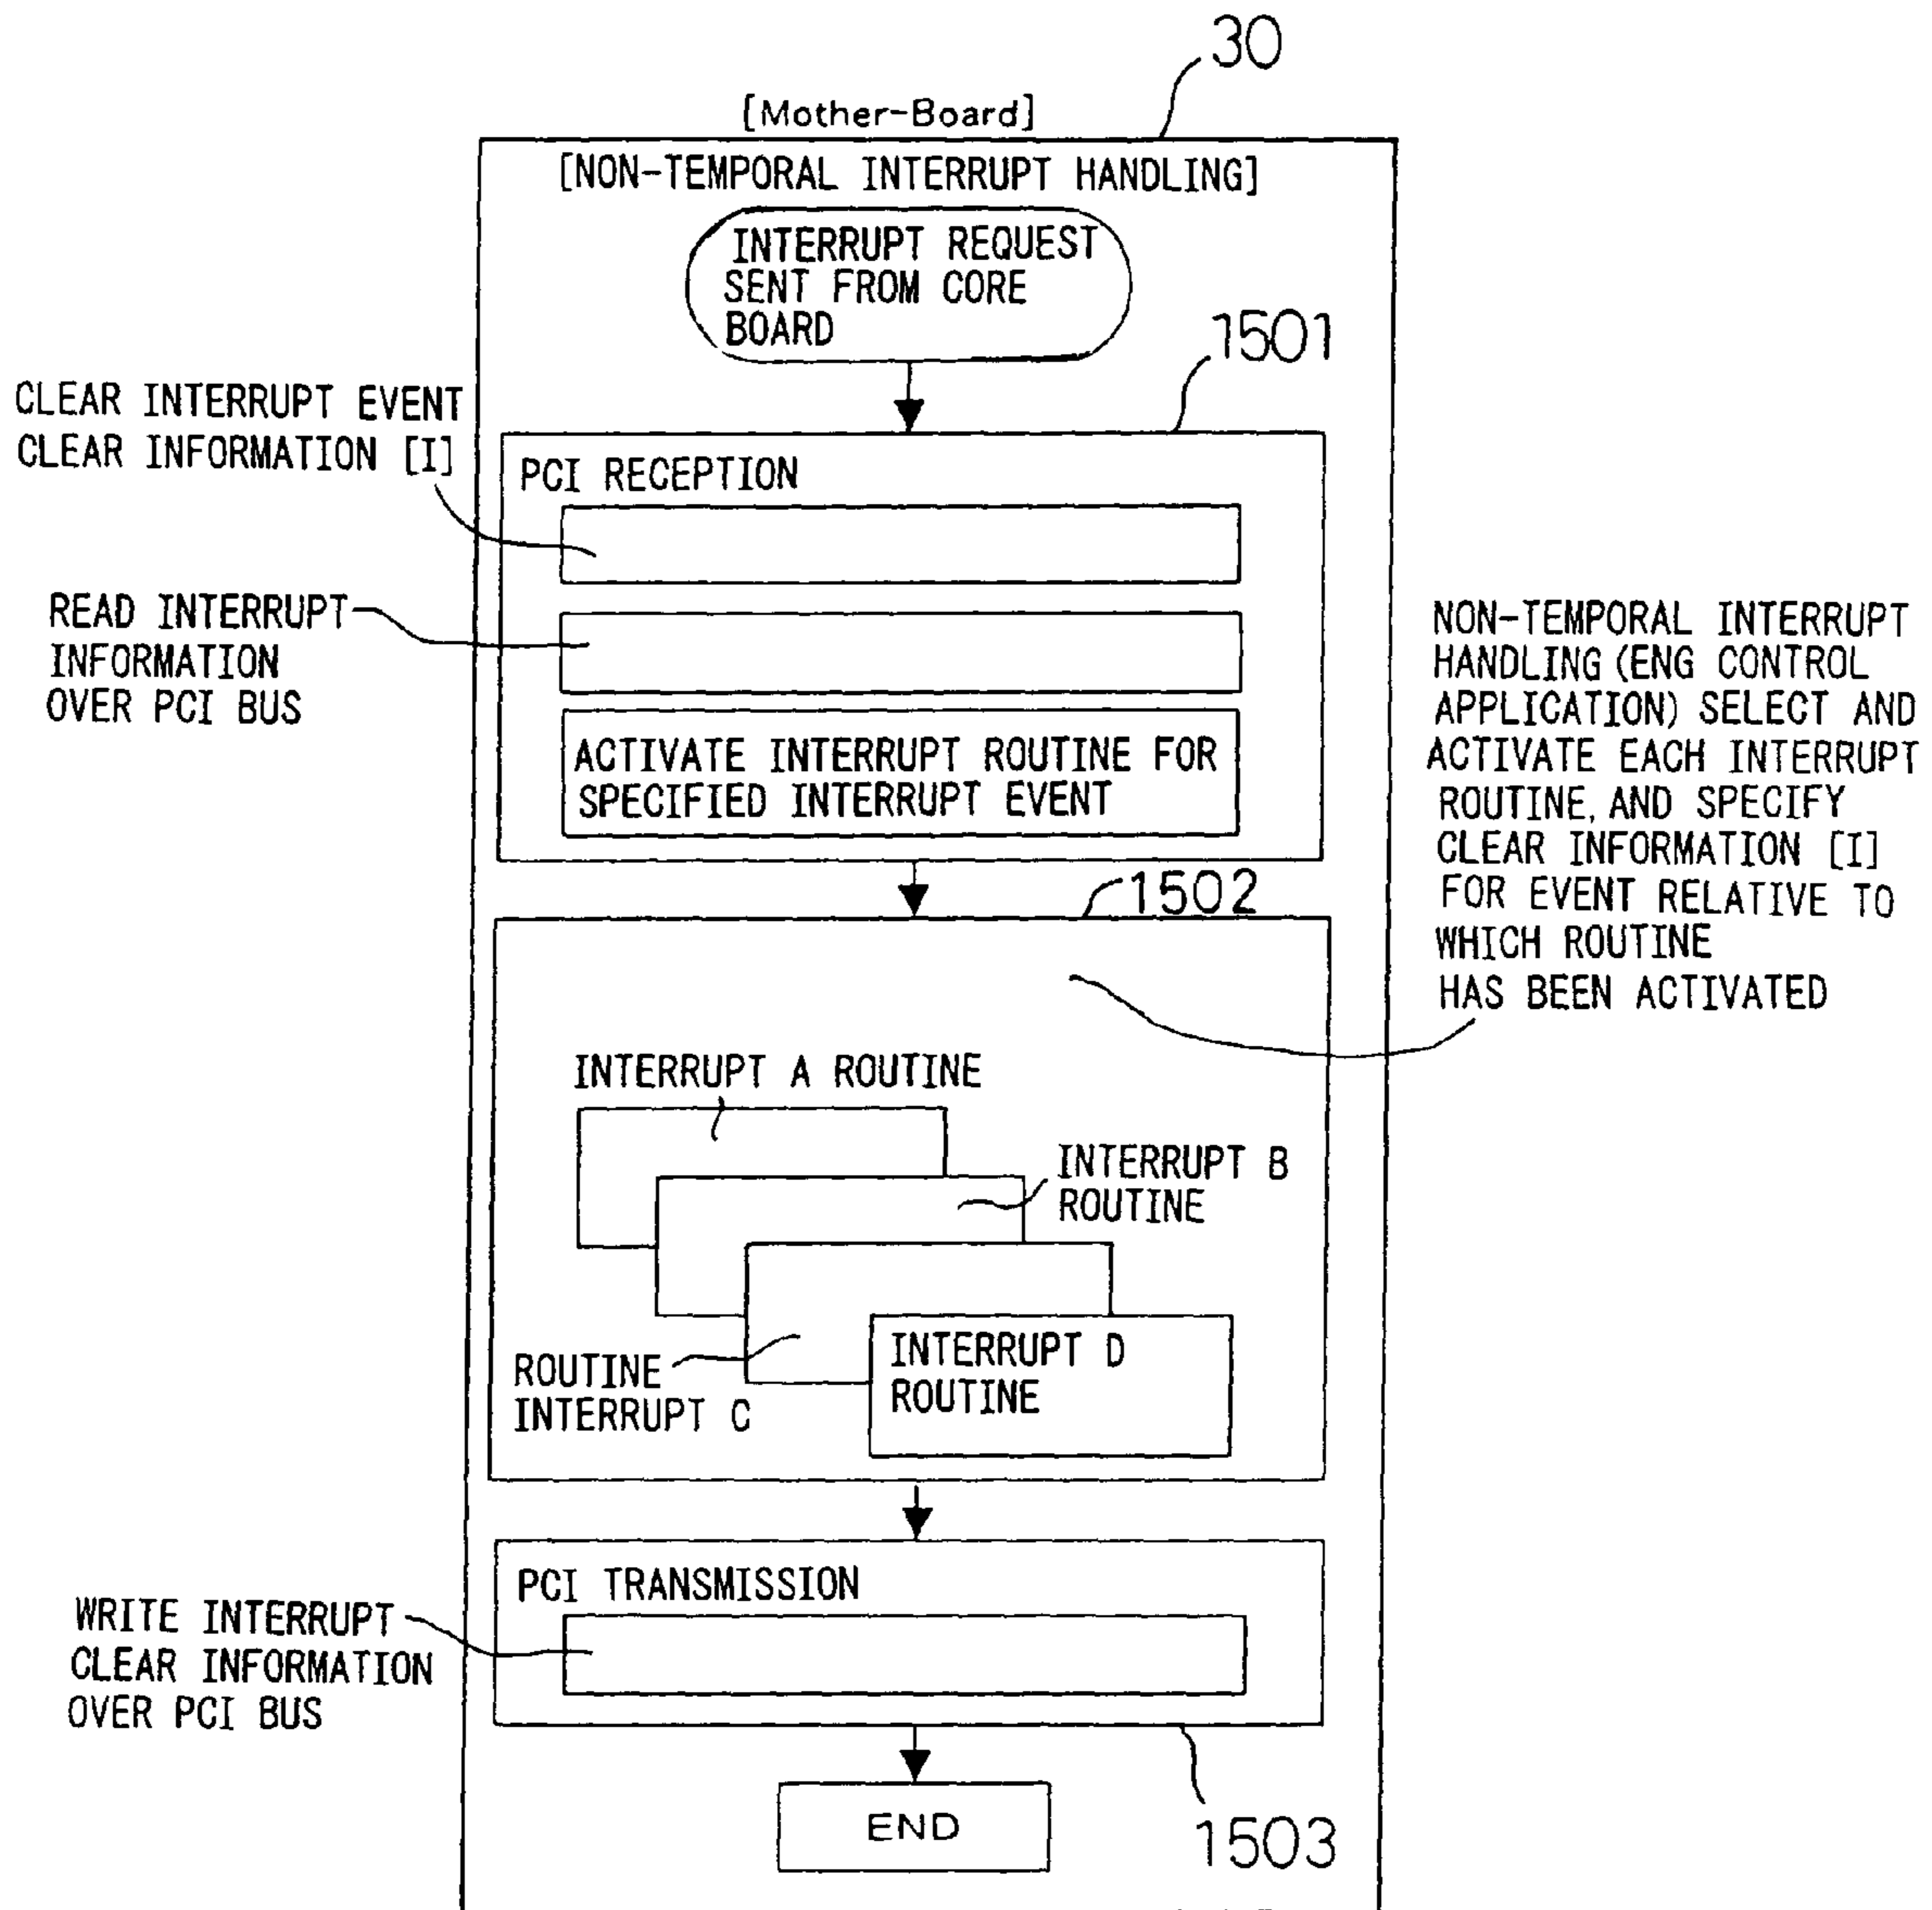 30
[Mother-Board]
[NON-TEMPORAL INTERRUPT HANDLING]
INTERRUPT REQUEST
SENT FROM CORE
BOARD
1501
CLEAR INTERRUPT EVENT
CLEAR INFORMATION [I]
PCI RECEPTION
READ INTERRUPT
INFORMATION
OVER PCI BUS
ACTIVATE INTERRUPT ROUTINE FOR
SPECIFIED INTERRUPT EVENT
NON-TEMPORAL INTERRUPT
HANDLING (ENG CONTROL
APPLICATION) SELECT AND
ACTIVATE EACH INTERRUPT
ROUTINE, AND SPECIFY
CLEAR INFORMATION [I]
FOR EVENT RELATIVE TO
WHICH ROUTINE
HAS BEEN ACTIVATED
1502
INTERRUPT A ROUTINE
INTERRUPT B
ROUTINE
ROUTINE
INTERRUPT C
INTERRUPT D
ROUTINE
PCI TRANSMISSION
WRITE INTERRUPT
CLEAR INFORMATION
OVER PCI BUS
END
1503